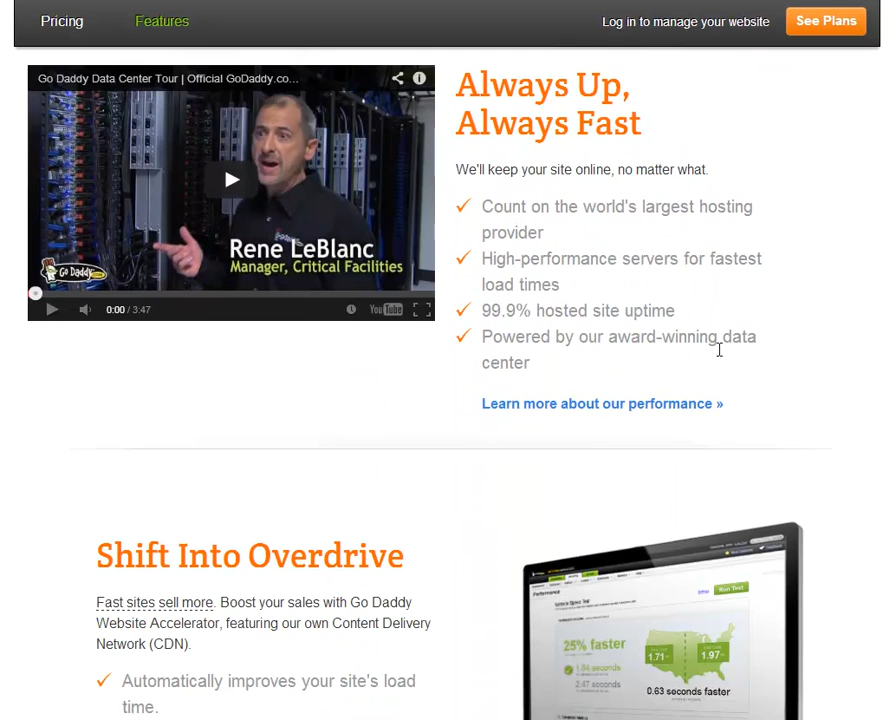 Pricing
Features
Log in to manage your website
See Plans
Go Daddy Data Center Tour | Official GoDaddy.co...
Rene LeBlanc
Manager, Critical Facilities
Go Daddy
0:00 / 3:47
YouTube
Always Up,
Always Fast
We'll keep your site online, no matter what.
Count on the world's largest hosting
provider
High-performance servers for fastest
load times
99.9% hosted site uptime
Powered by our award-winning data
center
Learn more about our performance »
Shift Into Overdrive
Fast sites sell more. Boost your sales with Go Daddy
Website Accelerator, featuring our own Content Delivery
Network (CDN).
Automatically improves your site's load
time.
Performance
Run Test
25% faster
1.84 seconds
2.47 seconds
1.71
1.97
0.63 seconds faster